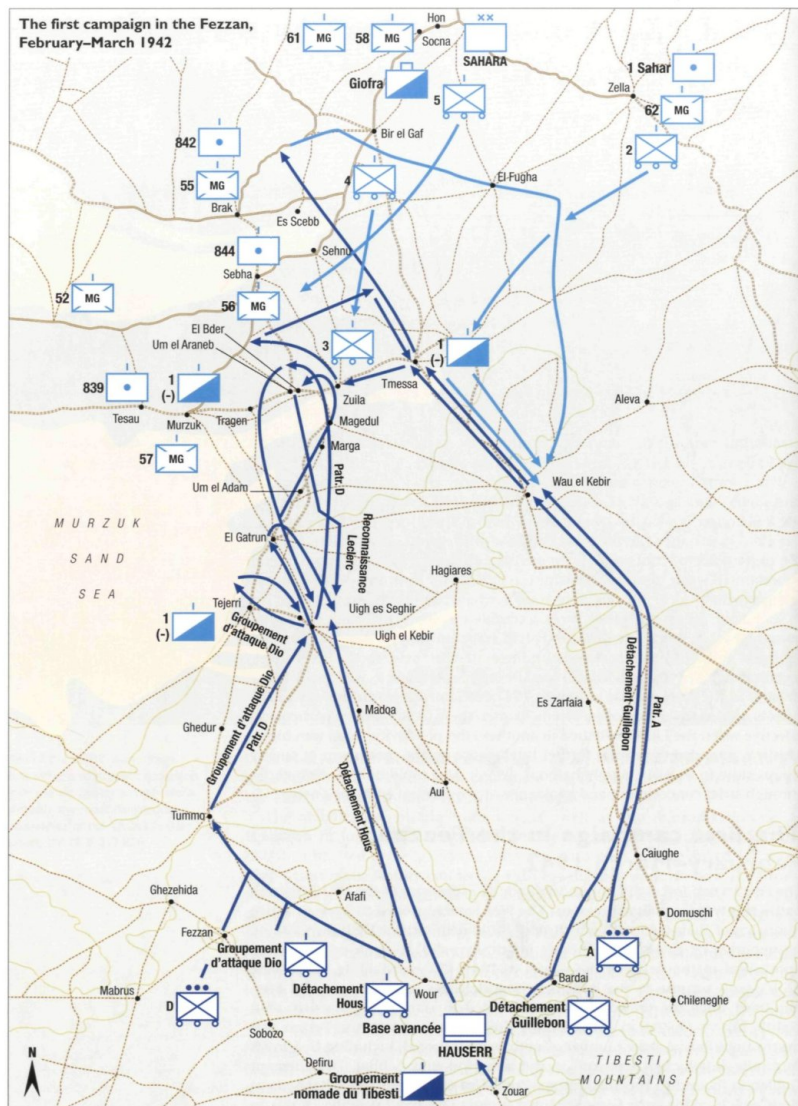 The first campaign in the Fezzan,
February–March 1942
61
MG
58
MG
Hon
Socna
××
SAHARA
Giofra
5
1 Sahar
Zella
62
MG
2
842
Bir el Gaf
55
MG
Brak
4
El Fugha
Es Scebb
844
Sehnu
Sebha
52
MG
56
MG
El Bder
Um el Araneb
3
1
(-)
839
1
(-)
Zuila
Tmessa
Tesau
Murzuk
Tragen
Magedul
Aleva
57
MG
Marga
Patr. D
Um el Adam
Wau el Kebir
MURZUK
SAND
SEA
El Gatrun
Reconnaissance
Leclerc
Hagiares
Tejerri
1
(-)
Groupement
d'attaque Dio
Uigh es Seghir
Uigh el Kebir
Détachement Guillebon
Patr. A
Groupement d'attaque Dio
Patr. D
Ghedur
Madoa
Es Zarfaia
Détachement Hous
Aui
Tummo
Caiughe
Ghezehida
Afafi
Domuschi
Fezzan
Groupement
d'attaque Dio
A
D
Mabrus
Détachement
Hous
Wour
Bardai
Chileneghe
Base avancée
HAUSERR
Détachement
Guillebon
Sobozo
N
Defiru
Groupement
nomade du Tibesti
Zouar
TIBESTI
MOUNTAINS